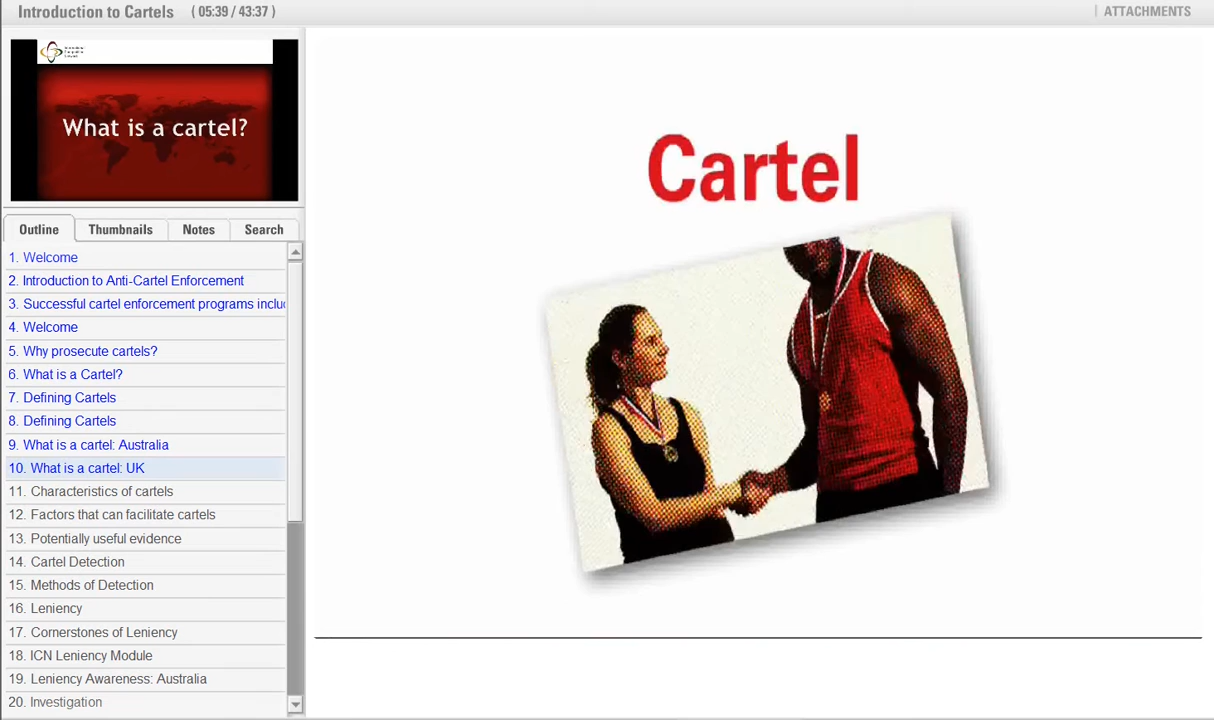 Introduction to Cartels ( 05:39 / 43:37 )
ATTACHMENTS
What is a cartel?
Outline Thumbnails Notes Search
1. Welcome
2. Introduction to Anti-Cartel Enforcement
3. Successful cartel enforcement programs inclu
4. Welcome
5. Why prosecute cartels?
6. What is a Cartel?
7. Defining Cartels
8. Defining Cartels
9. What is a cartel: Australia
10. What is a cartel: UK
11. Characteristics of cartels
12. Factors that can facilitate cartels
13. Potentially useful evidence
14. Cartel Detection
15. Methods of Detection
16. Leniency
17. Cornerstones of Leniency
18. ICN Leniency Module
19. Leniency Awareness: Australia
20. Investigation
Cartel